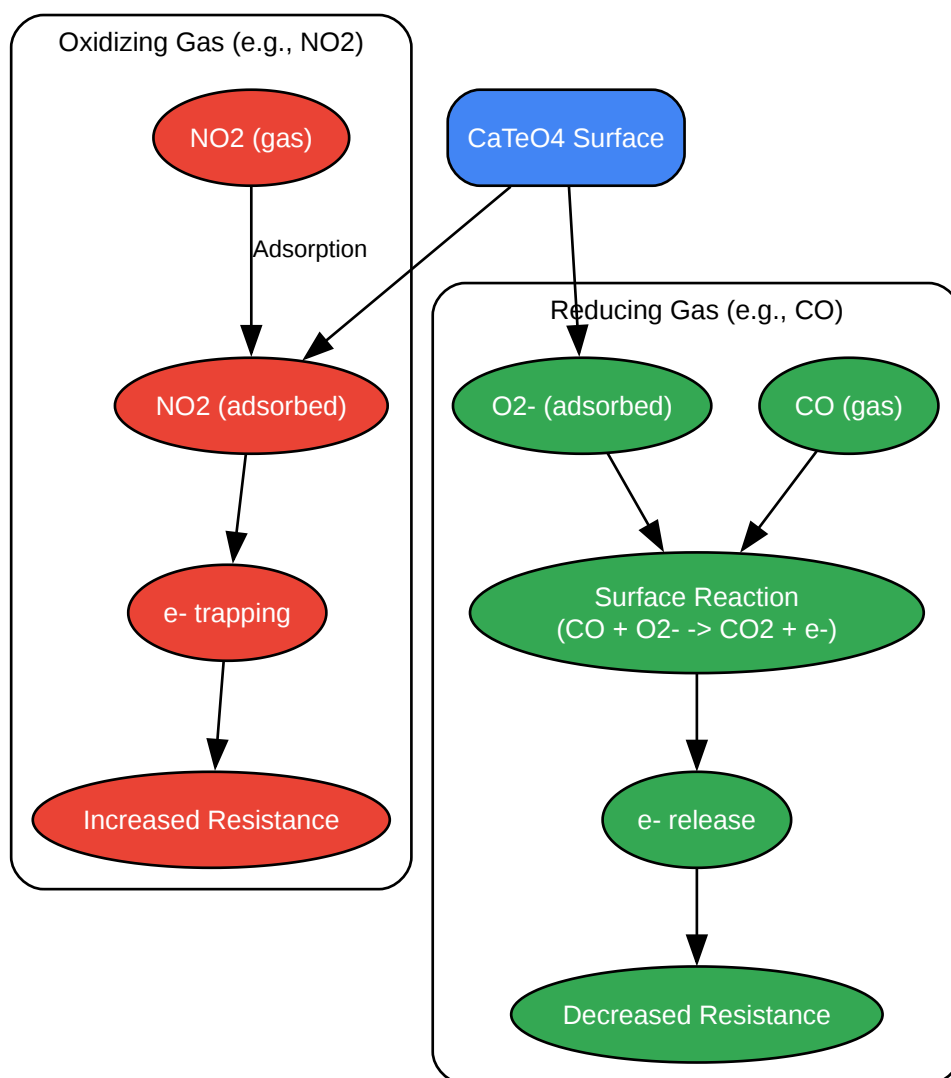 Oxidizing Gas (e.g., NO2)
NO2 (gas)
CaTeO4 Surface
Adsorption
Reducing Gas (e.g., CO)
NO2 (adsorbed)
O2- (adsorbed)
CO (gas)
e- trapping
Surface Reaction
(CO + O2- -> CO2 + e-)
Increased Resistance
e- release
Decreased Resistance